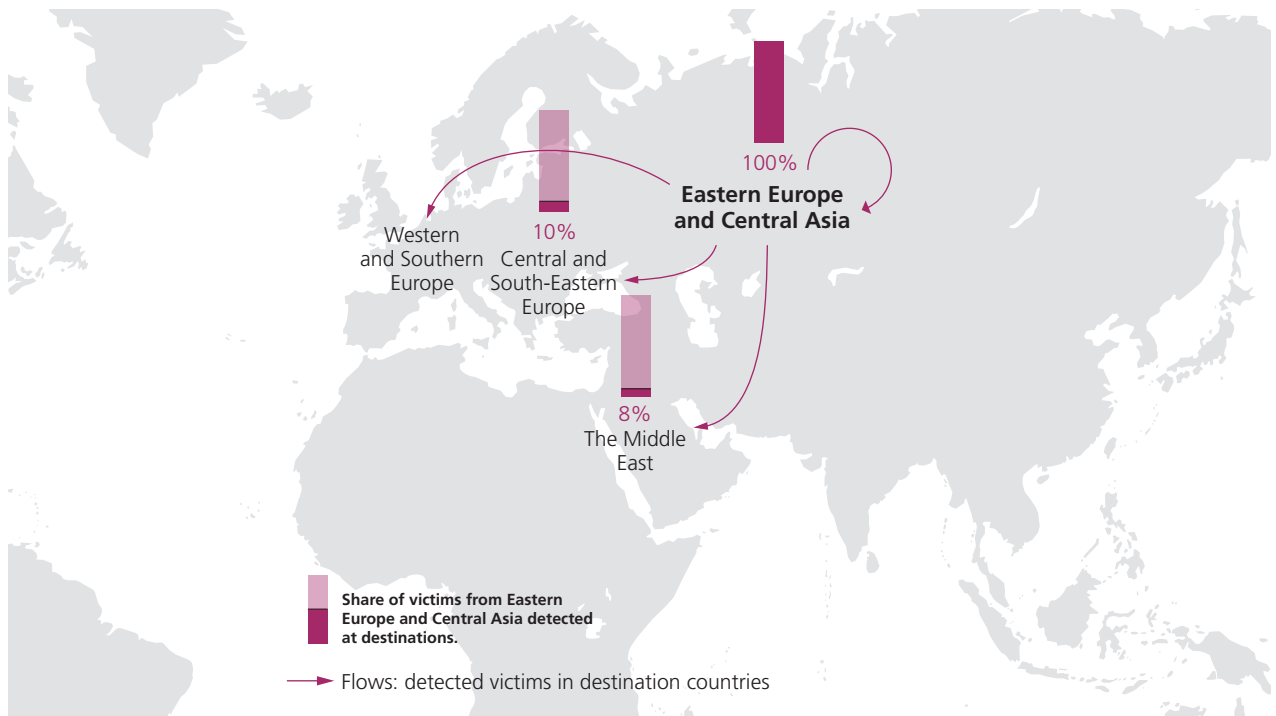 100%
Eastern Europe
and Central Asia
Western
and Southern
Europe
10%
Central and
South-Eastern
Europe
8%
The Middle
East
Share of victims from Eastern
Europe and Central Asia detected
at destinations.
Flows: detected victims in destination countries